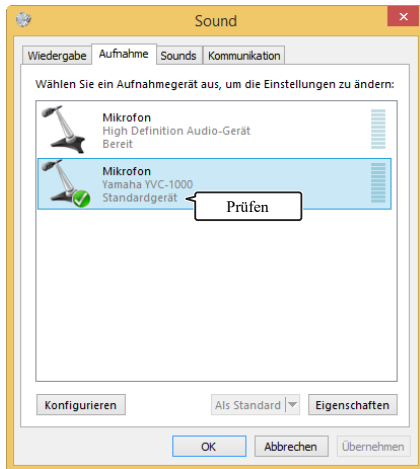 Sound
Wiedergabe Aufnahme Sounds Kommunikation
Wählen Sie ein Aufnahmegerät aus, um die Einstellungen zu ändern:
Mikrofon
High Definition Audio-Gerät
Bereit
Mikrofon
Yamaha YVC-1000
Standardgerät
Prüfen
Konfigurieren Als Standard Eigenschaften
OK Abbrechen Übernehmen